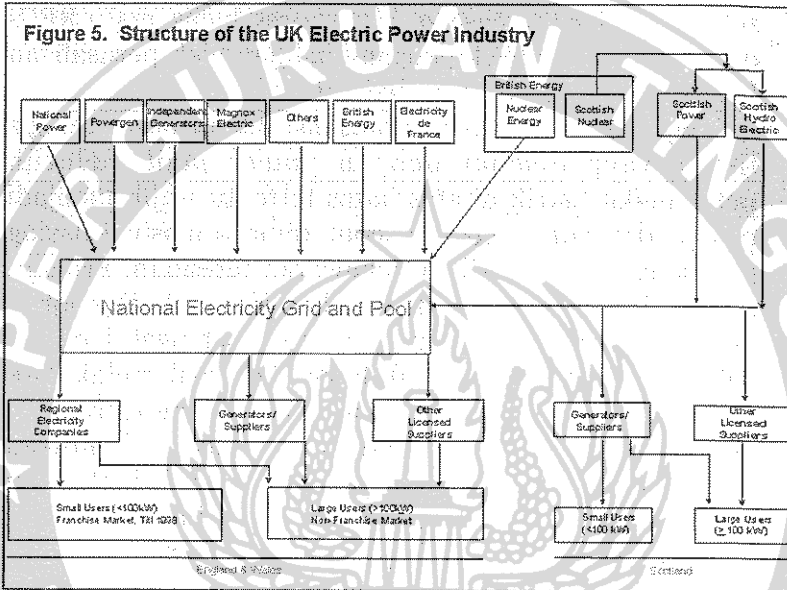 Figure 5. Structure of the UK Electric Power Industry
British Energy
National
Power
Powergen
Independent
Generators
Magnox
Electric
Others
British
Energy
Electricity
de
France
Nuclear
Energy
Scottish
Nuclear
Scottish
Power
Scottish
Hydro
Electric
National Electricity Grid and Pool
Regional
Electricity
Companies
Generators/
Suppliers
Other
Licensed
Suppliers
Generators/
Suppliers
Other
Licensed
Suppliers
Small Users (<100kW)
Franchise Market, Till 1998
Large Users (>100kW)
Non-Franchise Market
Small Users
(<100 kW)
Large Users
(≥ 100 kW)
England & Wales
Scotland
PERGURUAN TING